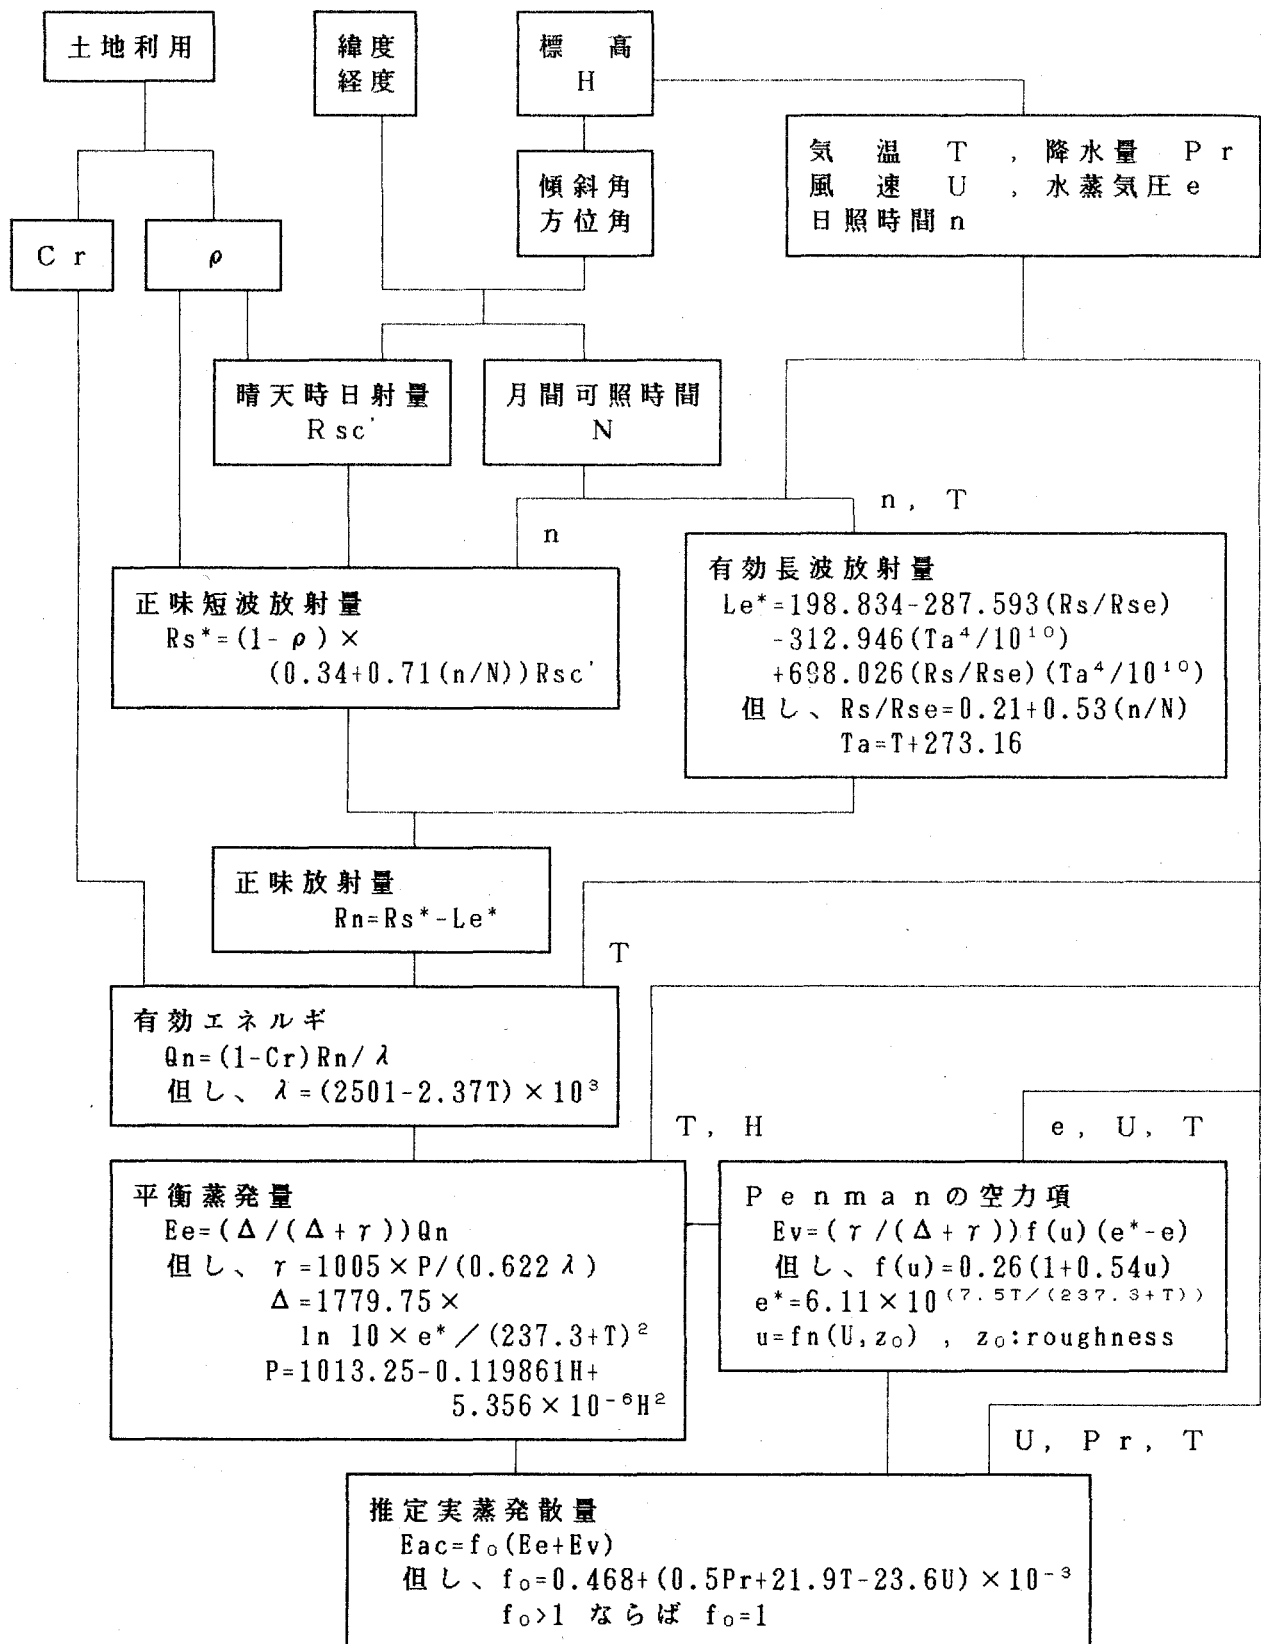 土地利用
緯度
経度
標高
H
気温 T , 降水量 Pr
風速 U , 水蒸気圧 e
日照時間 n
傾斜角
方位角
Cr
ρ
晴天時日射量
Rsc'
月間可照時間
N
n
n, T
正味短波放射量
Rs*=(1-ρ)×
(0.34+0.71(n/N))Rsc'
有効長波放射量
Le*=198.834-287.593(Rs/Rse)
-312.946(Ta⁴/10¹⁰)
+698.026(Rs/Rse)(Ta⁴/10¹⁰)
但し、Rs/Rse=0.21+0.53(n/N)
Ta=T+273.16
正味放射量
Rn=Rs*-Le*
T
有効エネルギ
Qn=(1-Cr)Rn/λ
但し、λ=(2501-2.37T)×10³
T, H
e, U, T
平衡蒸発量
Ee=(Δ/(Δ+γ))Qn
但し、γ=1005×P/(0.622λ)
Δ=1779.75×
ln 10×e*/(237.3+T)²
P=1013.25-0.119861H+
5.356×10⁻⁶H²
Penmanの空力項
Ev=(γ/(Δ+γ))f(u)(e*-e)
但し、f(u)=0.26(1+0.54u)
e*=6.11×10^(7.5T/(237.3+T))
u=fn(U,z₀) , z₀:roughness
U, Pr, T
推定実蒸発散量
Eac=f₀(Ee+Ev)
但し、f₀=0.468+(0.5Pr+21.9T-23.6U)×10⁻³
f₀>1 ならば f₀=1